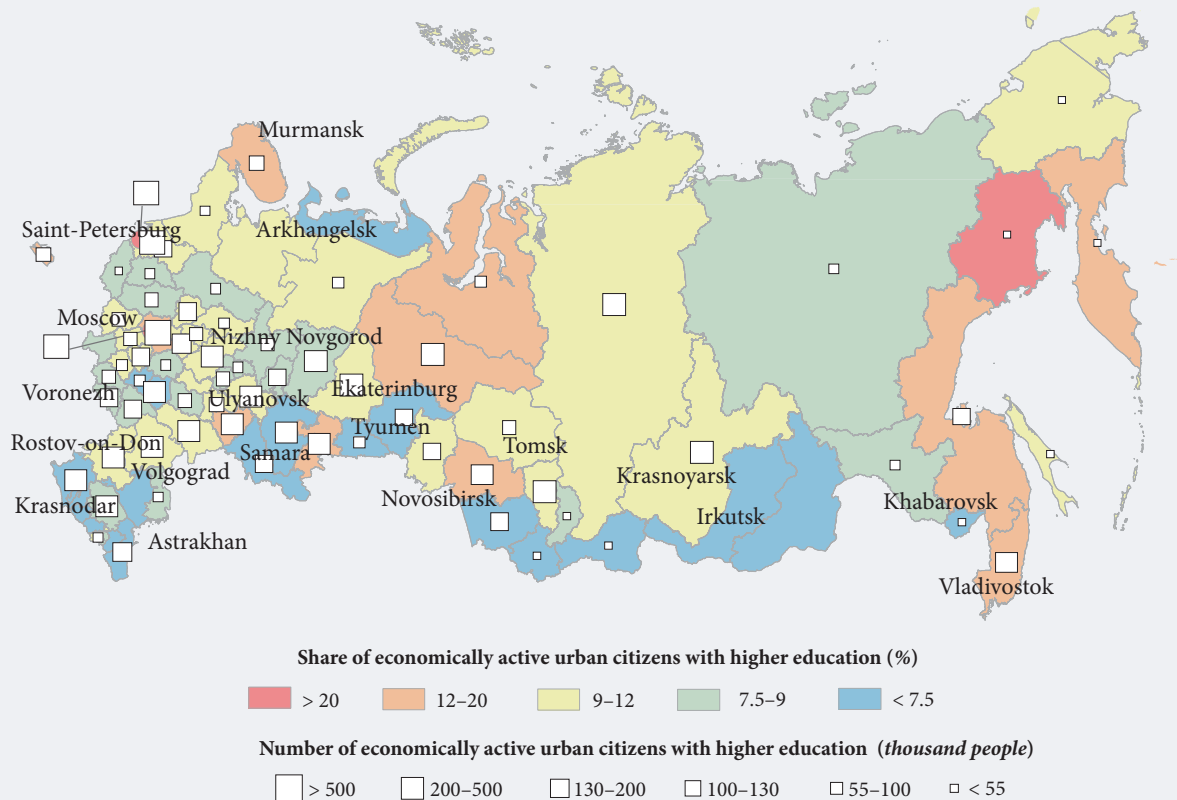 Murmansk
Saint-Petersburg
Arkhangelsk
Moscow
Nizhny Novgorod
Voronezh
Ekaterinburg
Ulyanovsk
Tyumen
Rostov-on-Don
Samara
Tomsk
Volgograd
Krasnoyarsk
Krasnodar
Novosibirsk
Khabarovsk
Irkutsk
Astrakhan
Vladivostok
Share of economically active urban citizens with higher education (%)
> 20 12–20 9–12 7.5–9 < 7.5
Number of economically active urban citizens with higher education (thousand people)
> 500 200–500 130–200 100–130 55–100 < 55